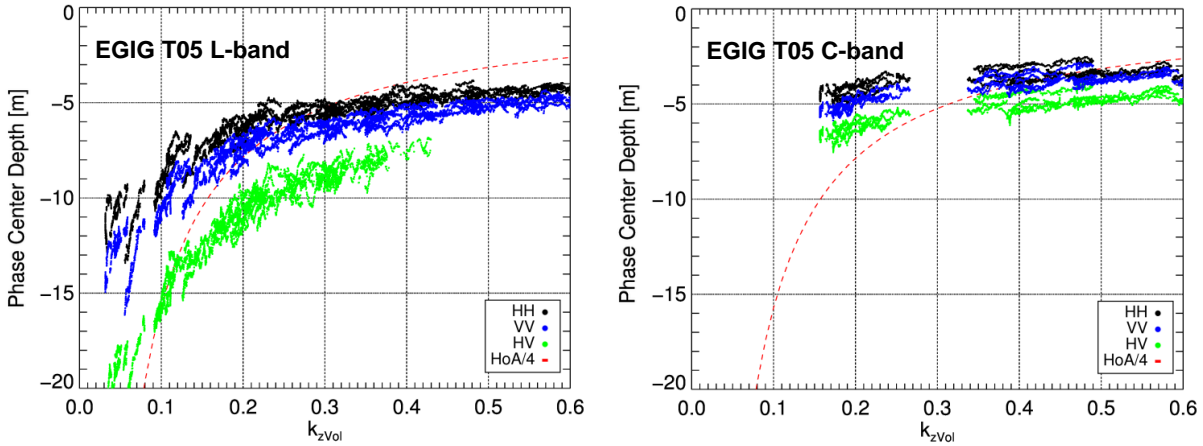 EGIG T05 L-band
Phase Center Depth [m]
0
−5
−10
−15
−20
HH
VV
HV
HoA/4
0.0 0.1 0.2 0.3 0.4 0.5 0.6
kzVol
EGIG T05 C-band
Phase Center Depth [m]
0
−5
−10
−15
−20
HH
VV
HV
HoA/4
0.0 0.1 0.2 0.3 0.4 0.5 0.6
kzVol